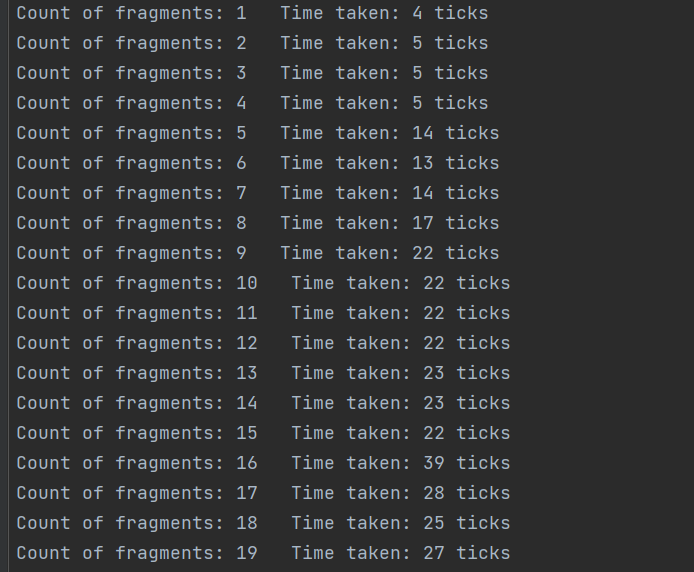 Count of fragments: 1   Time taken: 4 ticks
Count of fragments: 2   Time taken: 5 ticks
Count of fragments: 3   Time taken: 5 ticks
Count of fragments: 4   Time taken: 5 ticks
Count of fragments: 5   Time taken: 14 ticks
Count of fragments: 6   Time taken: 13 ticks
Count of fragments: 7   Time taken: 14 ticks
Count of fragments: 8   Time taken: 17 ticks
Count of fragments: 9   Time taken: 22 ticks
Count of fragments: 10   Time taken: 22 ticks
Count of fragments: 11   Time taken: 22 ticks
Count of fragments: 12   Time taken: 22 ticks
Count of fragments: 13   Time taken: 23 ticks
Count of fragments: 14   Time taken: 23 ticks
Count of fragments: 15   Time taken: 22 ticks
Count of fragments: 16   Time taken: 39 ticks
Count of fragments: 17   Time taken: 28 ticks
Count of fragments: 18   Time taken: 25 ticks
Count of fragments: 19   Time taken: 27 ticks